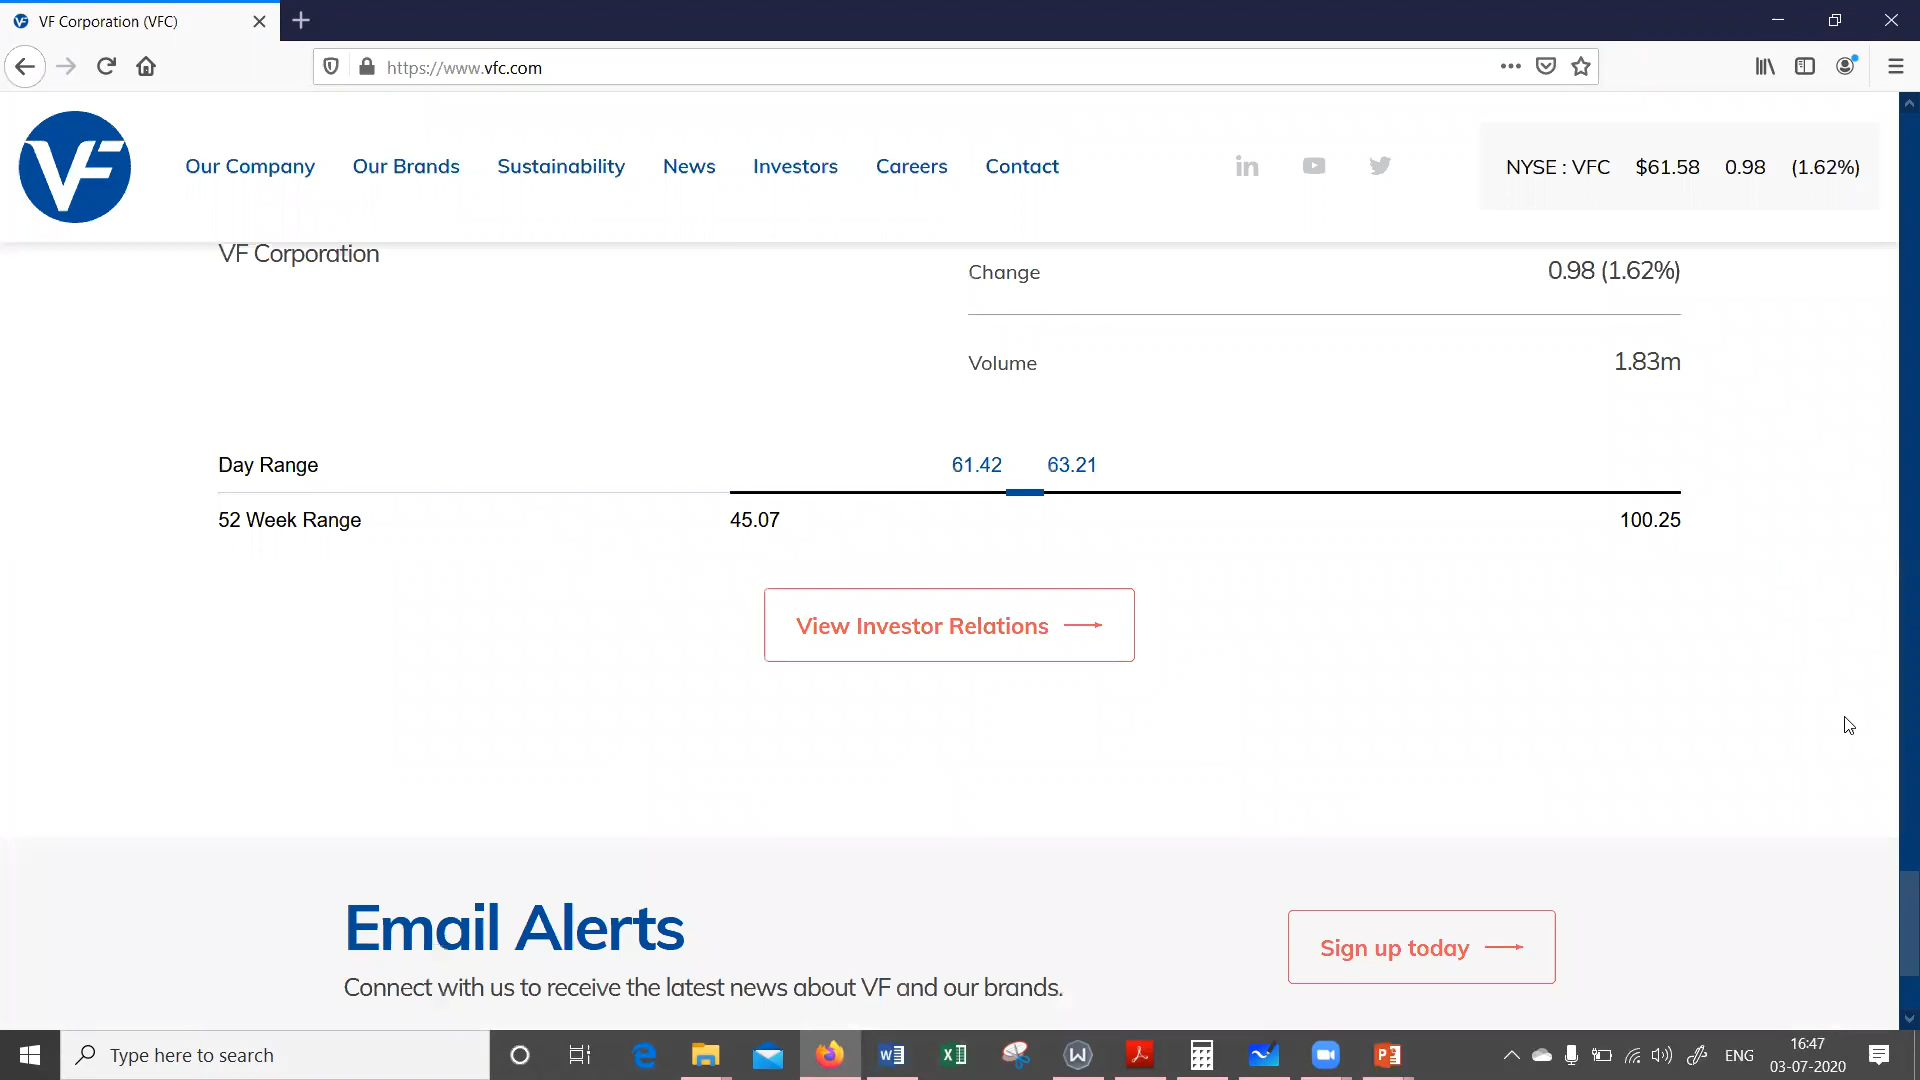 VF Corporation (VFC)
https://www.vfc.com
VF
Our Company Our Brands Sustainability News Investors Careers Contact
in
NYSE : VFC $61.58 0.98 (1.62%)
VF Corporation
Change 0.98 (1.62%)
Volume 1.83m
Day Range 61.42 63.21
52 Week Range 45.07 100.25
View Investor Relations
Email Alerts
Connect with us to receive the latest news about VF and our brands.
Sign up today
Type here to search
ENG
16:47
03-07-2020